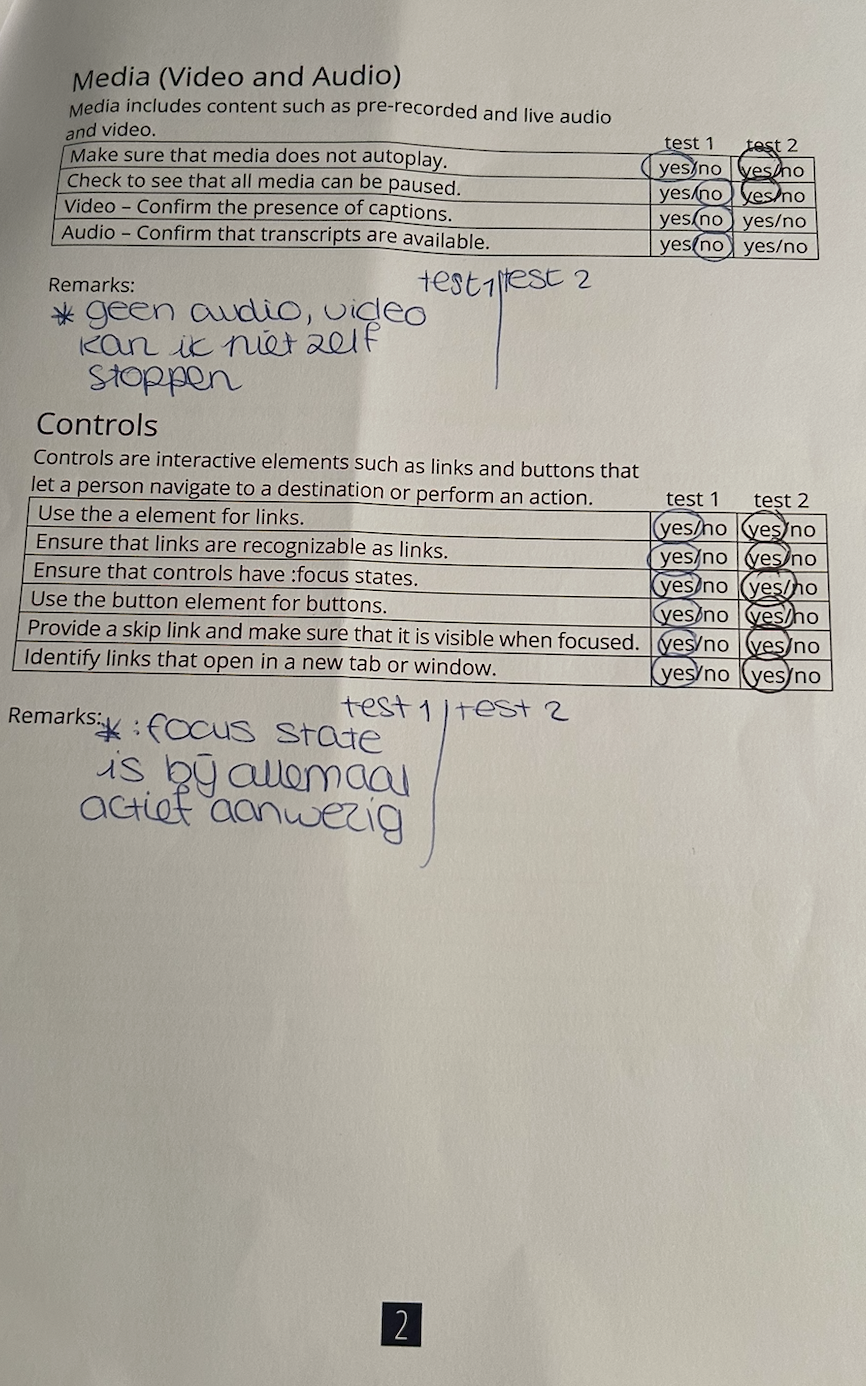 Media (Video and Audio)
Media includes content such as pre-recorded and live audio
and video.
test 1 test 2
Make sure that media does not autoplay. yes/no yes/no
Check to see that all media can be paused. yes/no yes/no
Video – Confirm the presence of captions. yes/no yes/no
Audio – Confirm that transcripts are available. yes/no yes/no
Remarks: test 1 | test 2
* geen audio, video
kan ik niet zelf
stoppen
Controls
Controls are interactive elements such as links and buttons that
let a person navigate to a destination or perform an action.
test 1 test 2
Use the a element for links. yes/no yes/no
Ensure that links are recognizable as links. yes/no yes/no
Ensure that controls have :focus states. yes/no yes/no
Use the button element for buttons. yes/no yes/no
Provide a skip link and make sure that it is visible when focused. yes/no yes/no
Identify links that open in a new tab or window. yes/no yes/no
Remarks: test 1 | test 2
* :focus state
is bij allemaal
actief aanwezig
2